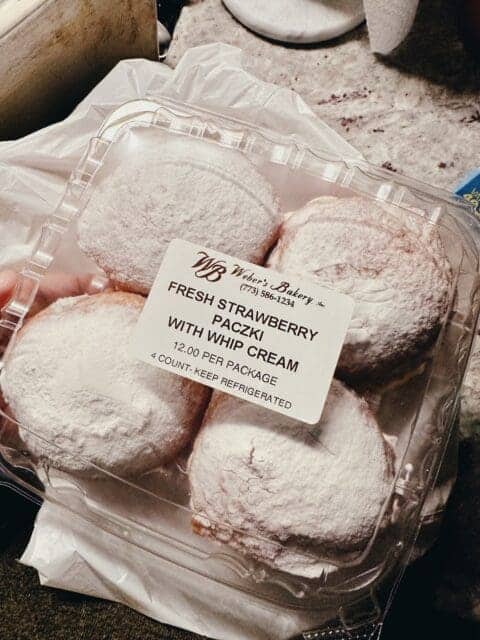 WB Weber's Bakery Inc.
(773) 586-1234
FRESH STRAWBERRY
PACZKI
WITH WHIP CREAM
12.00 PER PACKAGE
4 COUNT. KEEP REFRIGERATED